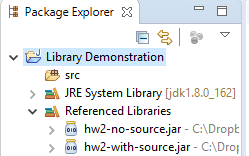 Package Explorer
Library Demonstration
src
JRE System Library [jdk1.8.0_162]
Referenced Libraries
hw2-no-source.jar - C:\Dropb
hw2-with-source.jar - C:\Dro